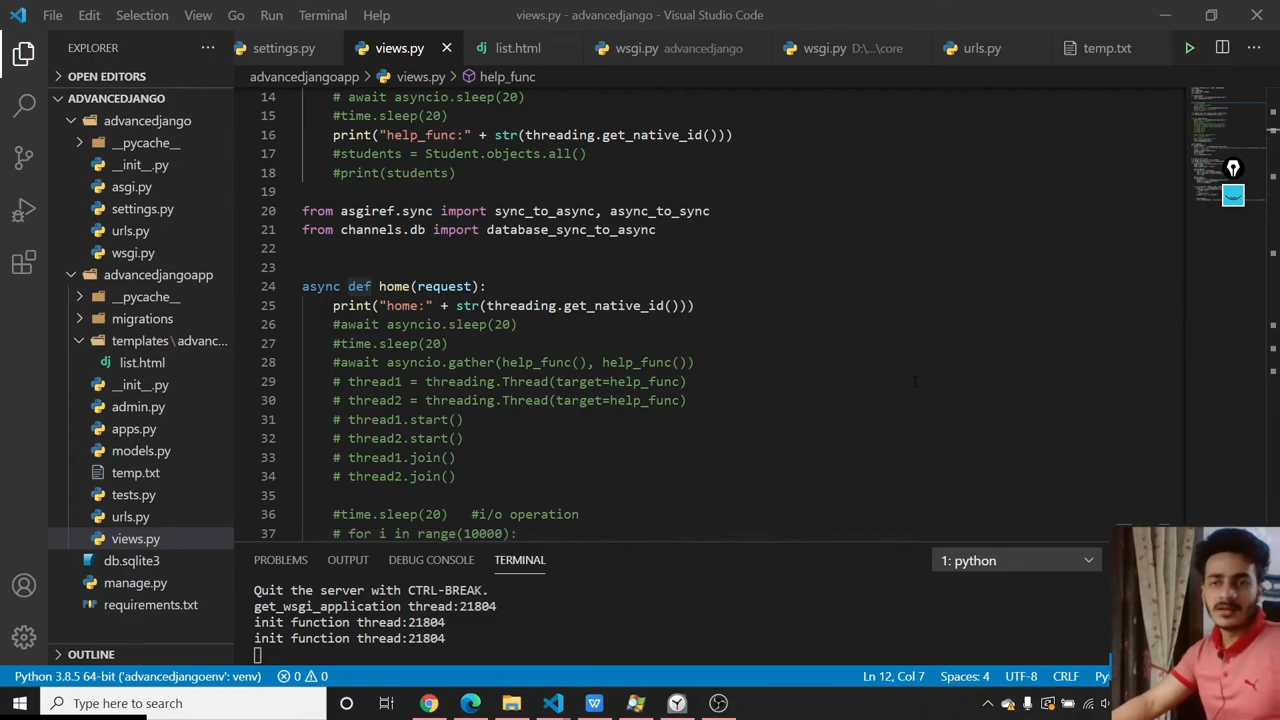 File Edit Selection View Go Run Terminal Help views.py - advancedjango - Visual Studio Code
EXPLORER
settings.py views.py list.html wsgi.py advancedjango wsgi.py D:\...\core urls.py temp.txt
OPEN EDITORS
advancedjangoapp > views.py > help_func
ADVANCEDJANGO
advancedjango
__pycache__
__init__.py
asgi.py
settings.py
urls.py
wsgi.py
advancedjangoapp
__pycache__
migrations
templates \ advanc...
list.html
__init__.py
admin.py
apps.py
models.py
temp.txt
tests.py
urls.py
views.py
db.sqlite3
manage.py
requirements.txt
OUTLINE
14 # await asyncio.sleep(20)
15 #time.sleep(20)
16 print("help_func:" + str(threading.get_native_id()))
17 #students = Student.objects.all()
18 #print(students)
19
20 from asgiref.sync import sync_to_async, async_to_sync
21 from channels.db import database_sync_to_async
22
23
24 async def home(request):
25 print("home:" + str(threading.get_native_id()))
26 #await asyncio.sleep(20)
27 #time.sleep(20)
28 #await asyncio.gather(help_func(), help_func())
29 # thread1 = threading.Thread(target=help_func)
30 # thread2 = threading.Thread(target=help_func)
31 # thread1.start()
32 # thread2.start()
33 # thread1.join()
34 # thread2.join()
35
36 #time.sleep(20) #i/o operation
37 # for i in range(10000):
PROBLEMS OUTPUT DEBUG CONSOLE TERMINAL 1: python
Quit the server with CTRL-BREAK.
get_wsgi_application thread:21804
init function thread:21804
init function thread:21804
Python 3.8.5 64-bit ('advancedjangoenv': venv) 0 0 Ln 12, Col 7 Spaces: 4 UTF-8 CRLF
Type here to search